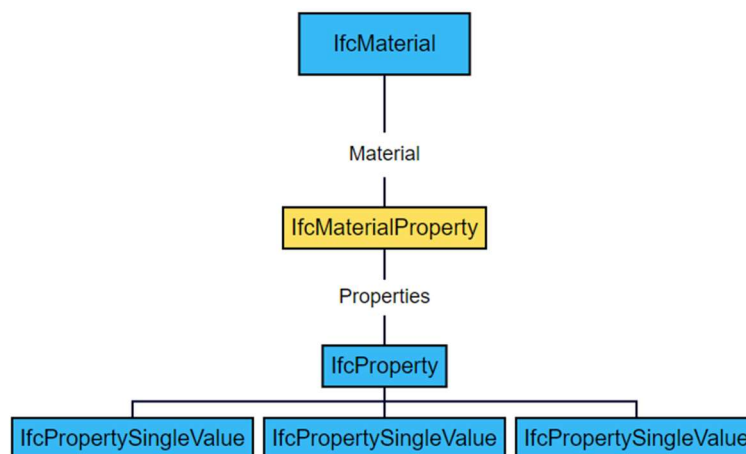 IfcMaterial
Material
IfcMaterialProperty
Properties
IfcProperty
IfcPropertySingleValue
IfcPropertySingleValue
IfcPropertySingleValue